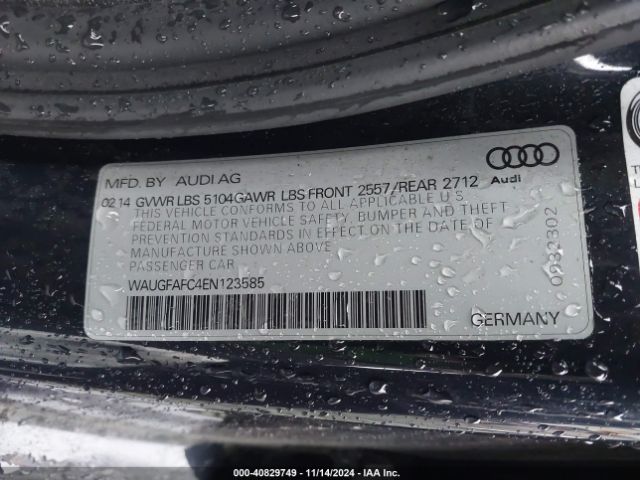 MFD. BY AUDI AG
Audi
02 14 GVWR LBS 5104 GAWR LBS FRONT 2557/REAR 2712
THIS VEHICLE CONFORMS TO ALL APPLICABLE U.S.
FEDERAL MOTOR VEHICLE SAFETY, BUMPER AND THEFT
PREVENTION STANDARDS IN EFFECT ON THE DATE OF
MANUFACTURE SHOWN ABOVE
PASSENGER CAR
WAUGFAFC4EN123585
GERMANY
0932302
000-40829749 - 11/14/2024 - IAA Inc.